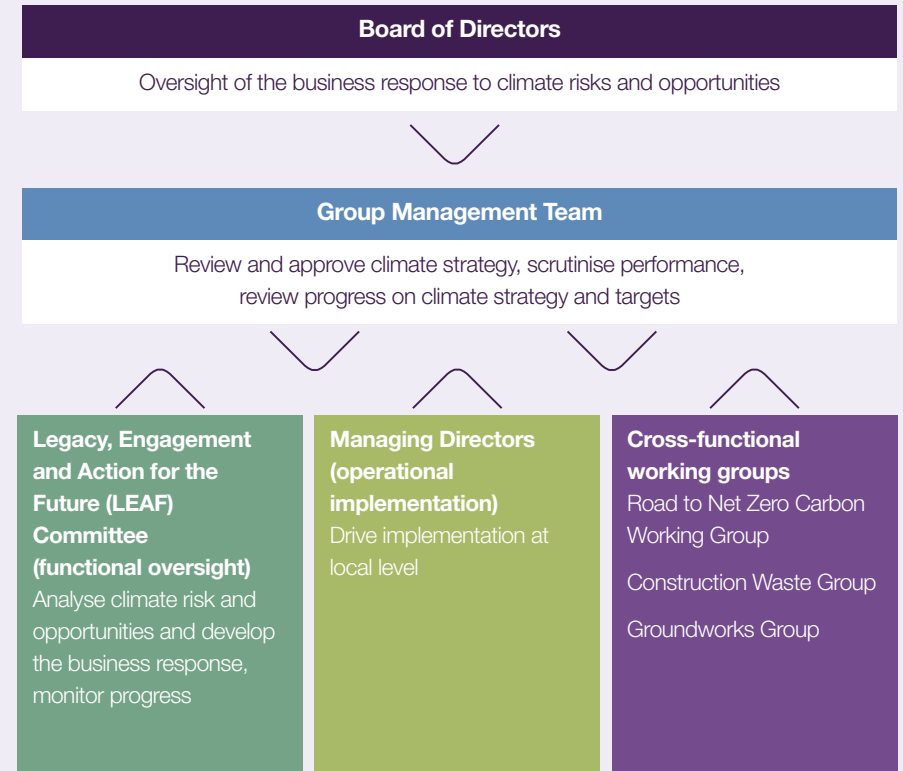 Board of Directors
Oversight of the business response to climate risks and opportunities
Group Management Team
Review and approve climate strategy, scrutinise performance,
review progress on climate strategy and targets
Legacy, Engagement
and Action for the
Future (LEAF)
Committee
(functional oversight)
Analyse climate risk and
opportunities and develop
the business response,
monitor progress
Managing Directors
(operational
implementation)
Drive implementation at
local level
Cross-functional
working groups
Road to Net Zero Carbon
Working Group
Construction Waste Group
Groundworks Group